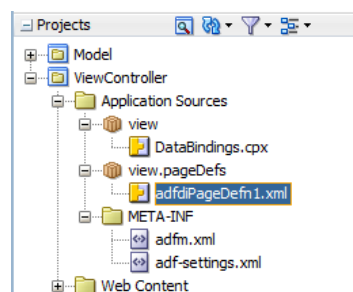 Projects
Model
ViewController
Application Sources
view
DataBindings.cpx
view.pageDefs
adfdiPageDefn1.xml
META-INF
adfm.xml
adf-settings.xml
Web Content